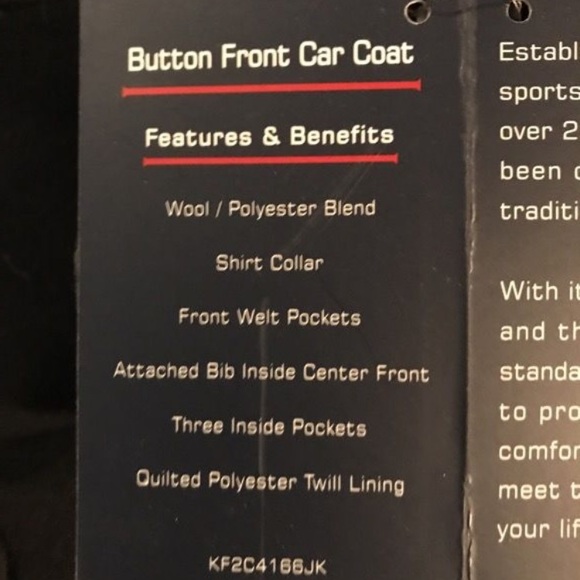 Button Front Car Coat
Features & Benefits
Wool / Polyester Blend
Shirt Collar
Front Welt Pockets
Attached Bib Inside Center Front
Three Inside Pockets
Quilted Polyester Twill Lining
KF2C4166JK
Establ
sports
over 2
been
traditi
With it
and th
standa
to pro
comfor
meet t
your lif